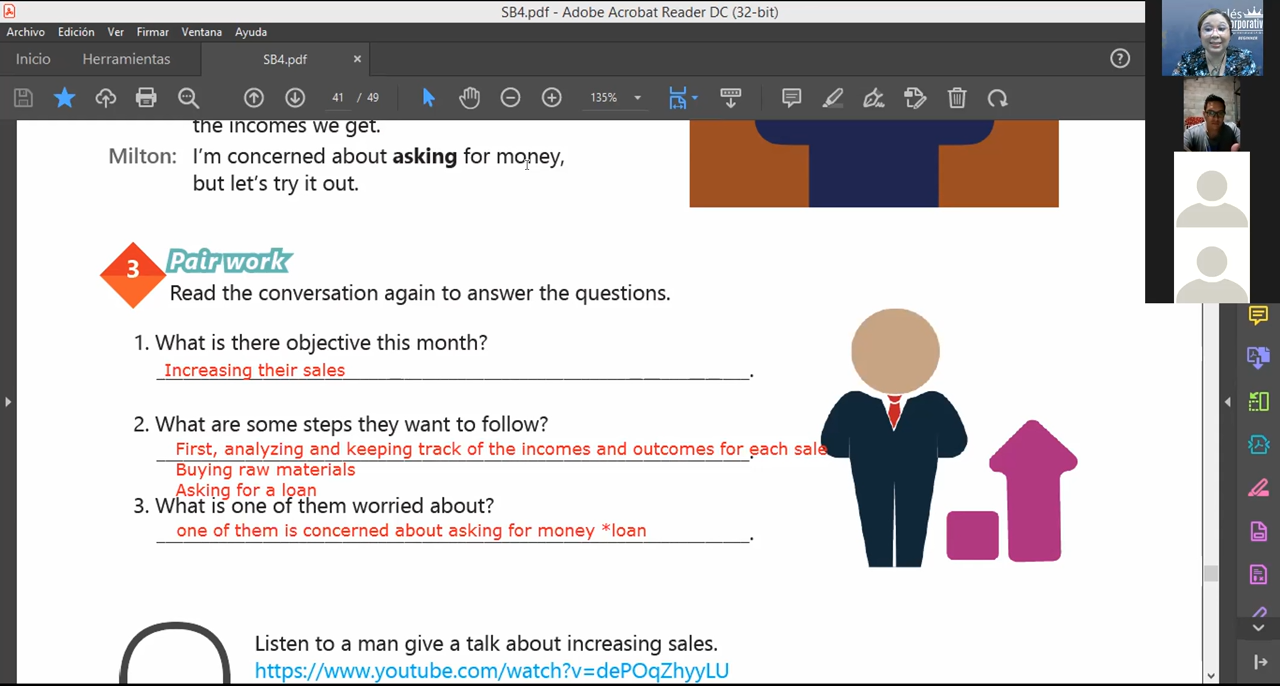 SB4.pdf - Adobe Acrobat Reader DC (32-bit)
Archivo Edición Ver Firmar Ventana Ayuda
Inicio Herramientas SB4.pdf ×
41 / 49 135%
the incomes we get.
Milton: I'm concerned about asking for money,
but let's try it out.
3 Pair work
Read the conversation again to answer the questions.
1. What is there objective this month?
Increasing their sales
2. What are some steps they want to follow?
First, analyzing and keeping track of the incomes and outcomes for each sale
Buying raw materials
Asking for a loan
3. What is one of them worried about?
one of them is concerned about asking for money *loan
Listen to a man give a talk about increasing sales.
https://www.youtube.com/watch?v=dePOqZhyyLU